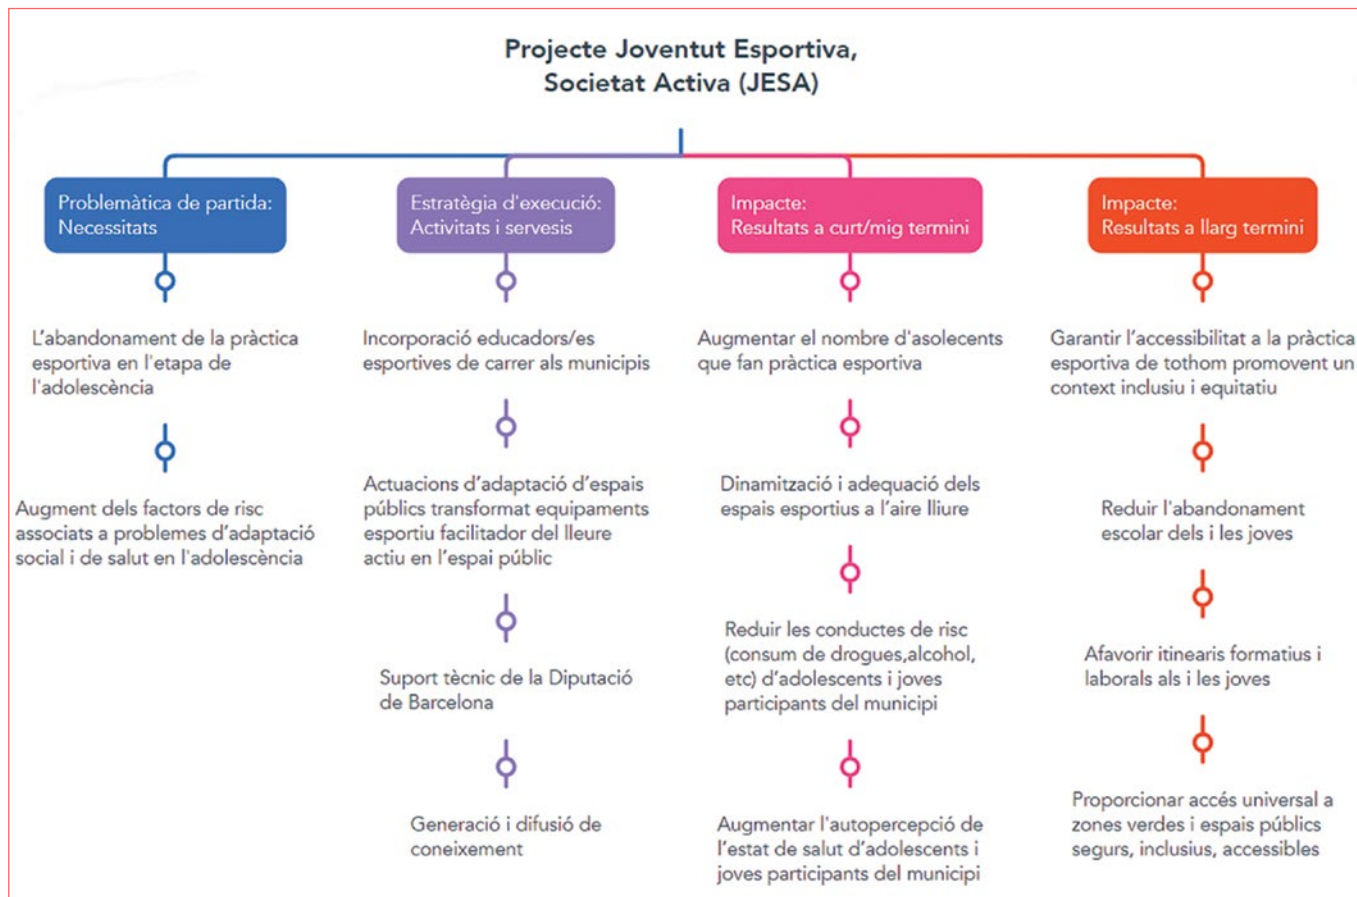 Projecte Joventut Esportiva,
Societat Activa (JESA)
Problemàtica de partida:
Necessitats
L'abandonament de la pràctica
esportiva en l'etapa de
l'adolescència
Augment dels factors de risc
associats a problemes d'adaptació
social i de salut en l'adolescència
Estratègia d'execució:
Activitats i servesis
Incorporació educadors/es
esportives de carrer als municipis
Actuacions d'adaptació d'espais
públics transformat equipaments
esportiu facilitador del lleure
actiu en l'espai públic
Suport tècnic de la Diputació
de Barcelona
Generació i difusió de
coneixement
Impacte:
Resultats a curt/mig termini
Augmentar el nombre d'asolecents
que fan pràctica esportiva
Dinamització i adequació dels
espais esportius a l'aire lliure
Reduir les conductes de risc
(consum de drogues,alcohol,
etc) d'adolescents i joves
participants del municipi
Augmentar l'autopercepció de
l'estat de salut d'adolescents i
joves participants del municipi
Impacte:
Resultats a llarg termini
Garantir l'accessibilitat a la pràctica
esportiva de tothom promovent un
context inclusiu i equitatiu
Reduir l'abandonament
escolar dels i les joves
Afavorir itinearis formatius i
laborals als i les joves
Proporcionar accés universal a
zones verdes i espais públics
segurs, inclusius, accessibles